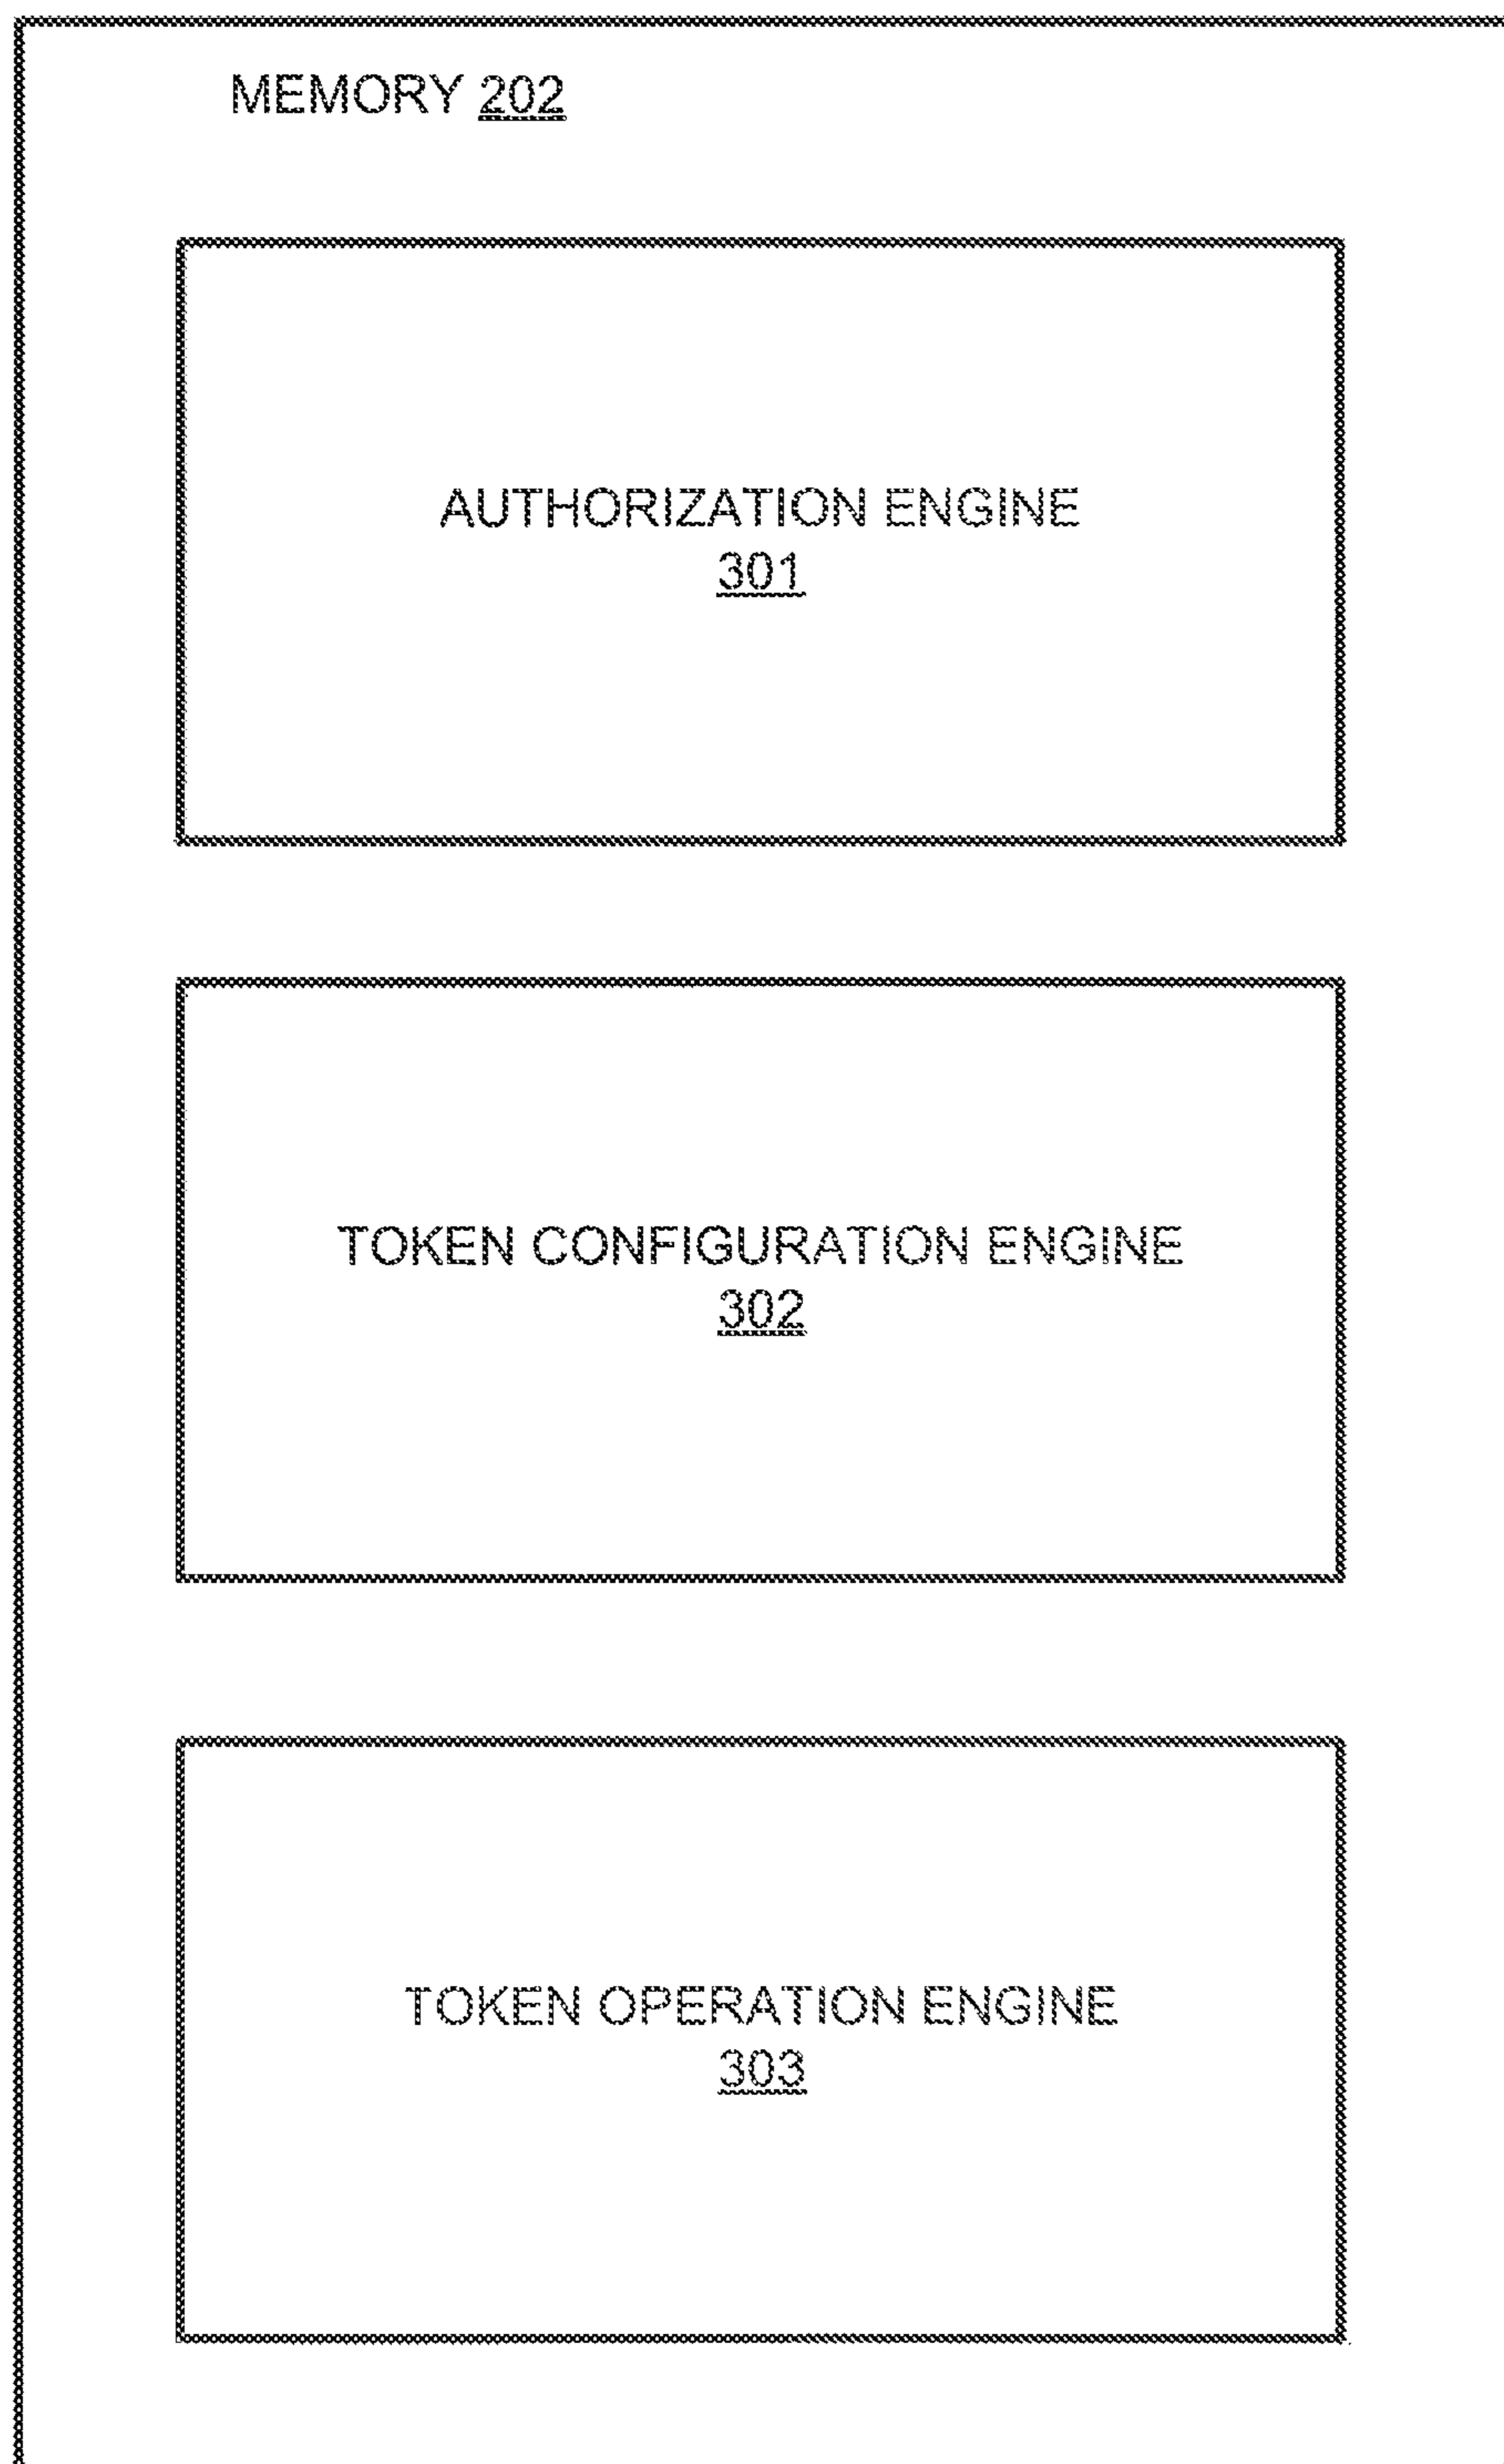 MEMORY 202
AUTHORIZATION ENGINE
301
TOKEN CONFIGURATION ENGINE
302
TOKEN OPERATION ENGINE
303